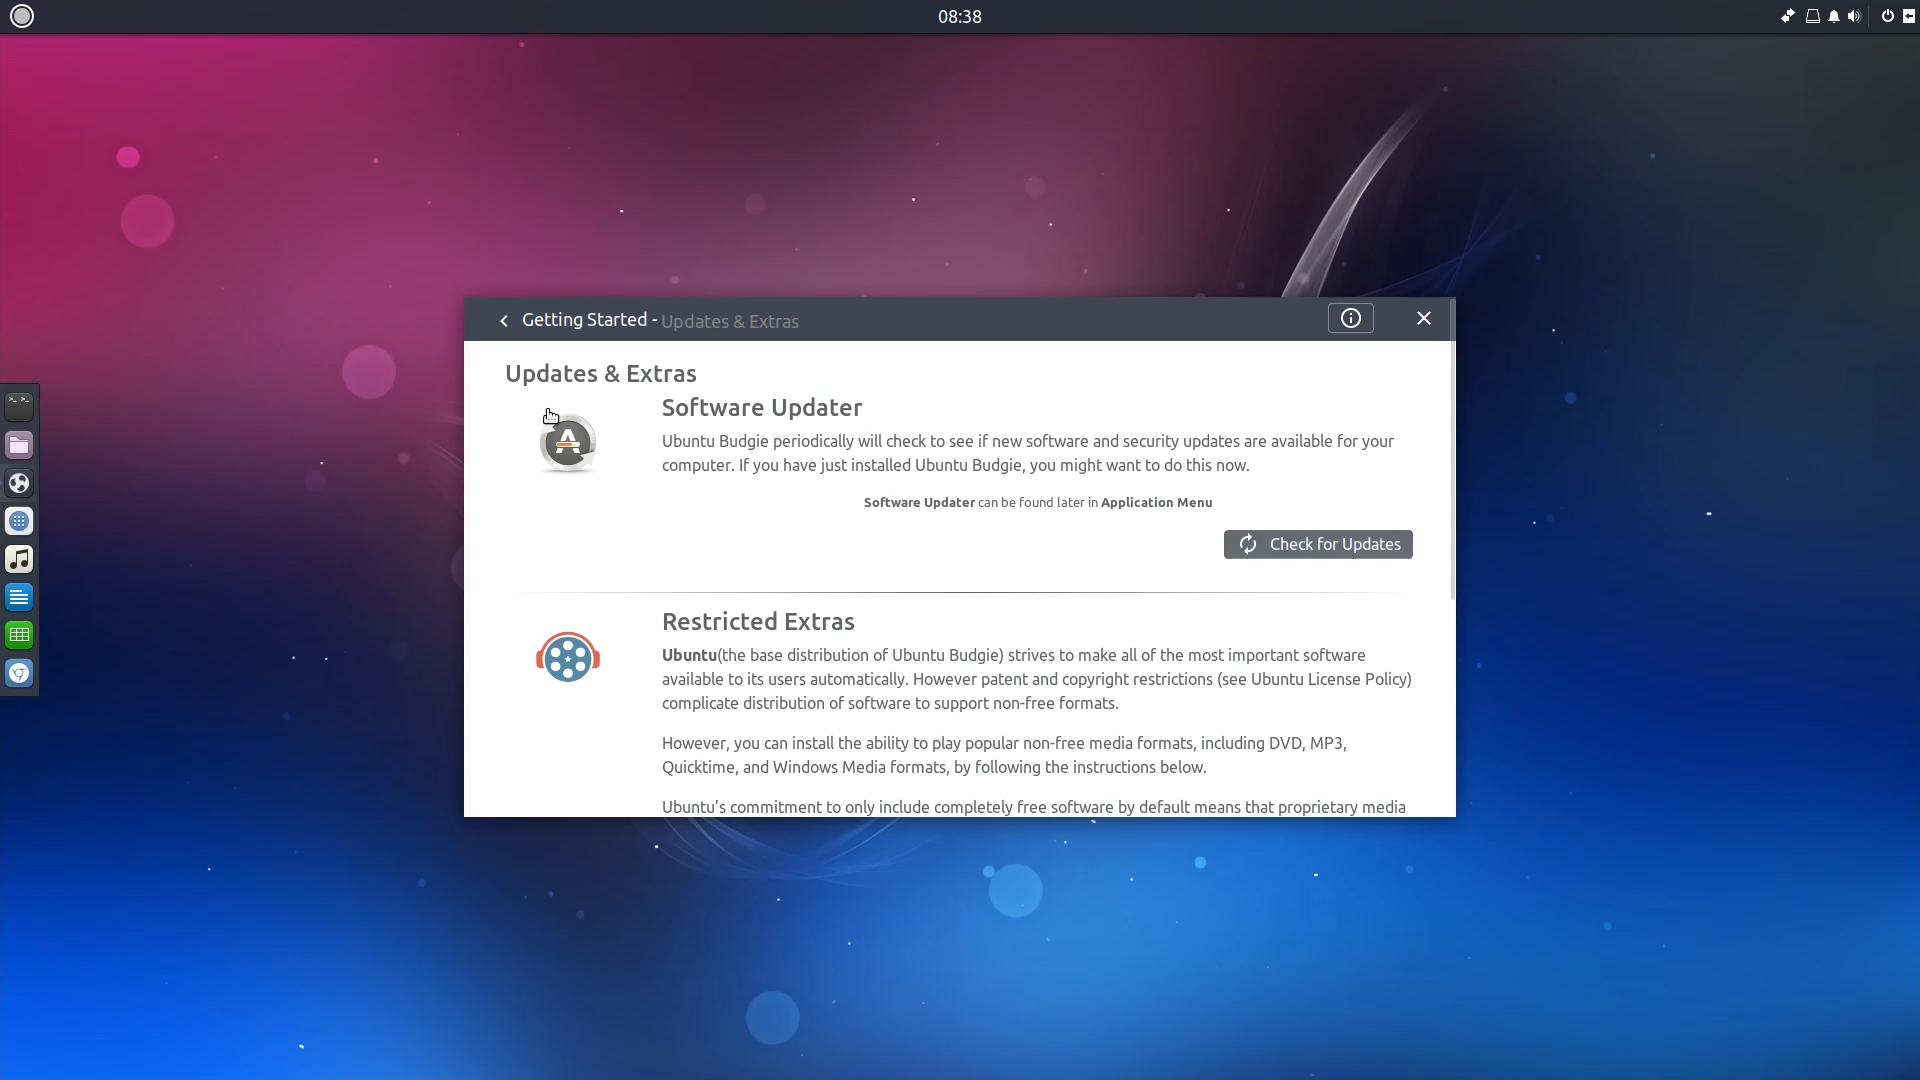 08:38
Getting Started - Updates & Extras
Updates & Extras
Software Updater
Ubuntu Budgie periodically will check to see if new software and security updates are available for your
computer. If you have just installed Ubuntu Budgie, you might want to do this now.
Software Updater can be found later in Application Menu
Check for Updates
Restricted Extras
Ubuntu(the base distribution of Ubuntu Budgie) strives to make all of the most important software
available to its users automatically. However patent and copyright restrictions (see Ubuntu License Policy)
complicate distribution of software to support non-free formats.
However, you can install the ability to play popular non-free media formats, including DVD, MP3,
Quicktime, and Windows Media formats, by following the instructions below.
Ubuntu’s commitment to only include completely free software by default means that proprietary media